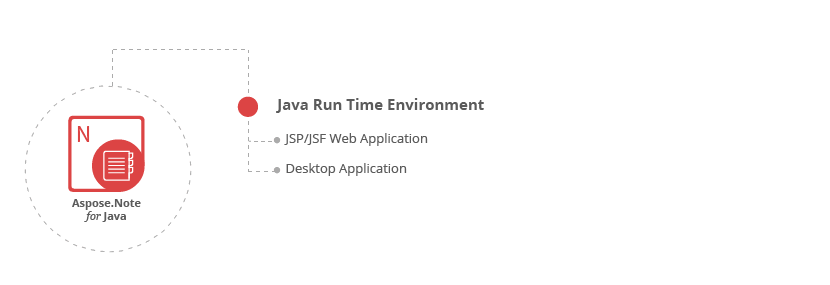 Java Run Time Environment
N
JSP/JSF Web Application
Desktop Application
Aspose.Note
for Java